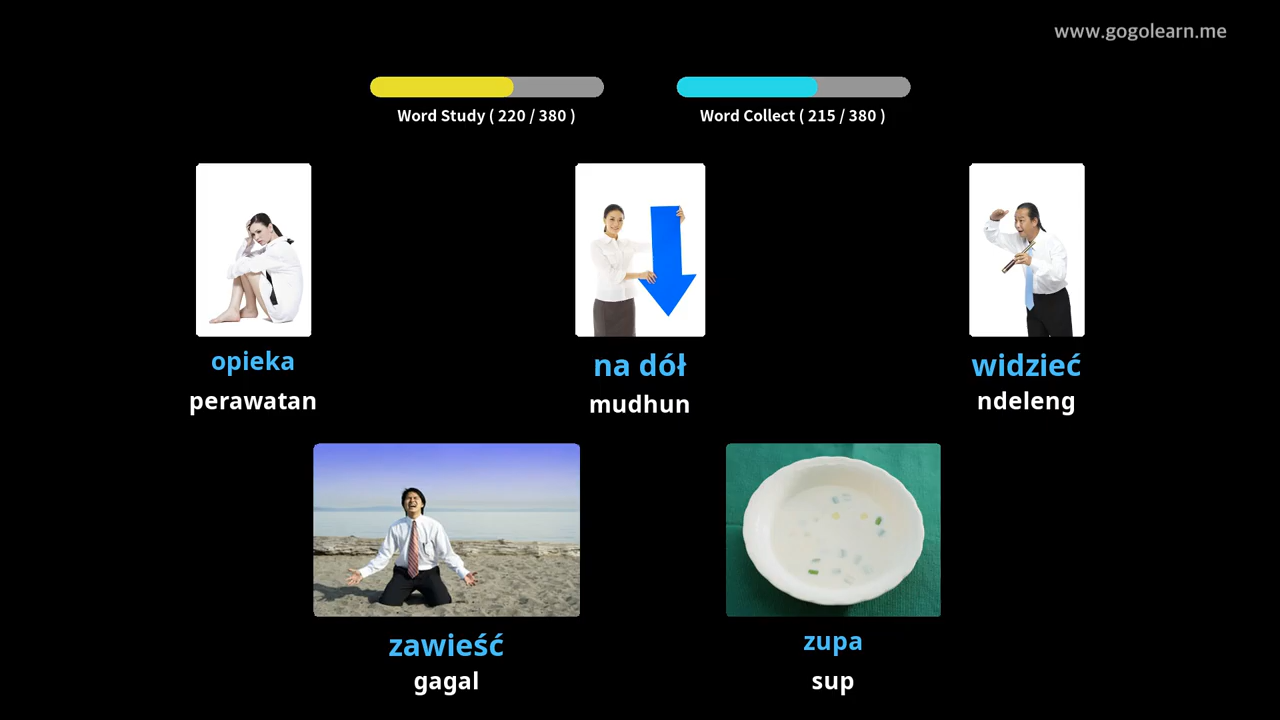 www.gogolearn.me
Word Study ( 220 / 380 )
Word Collect ( 215 / 380 )
opieka
perawatan
na dół
mudhun
widzieć
ndeleng
zawieść
gagal
zupa
sup